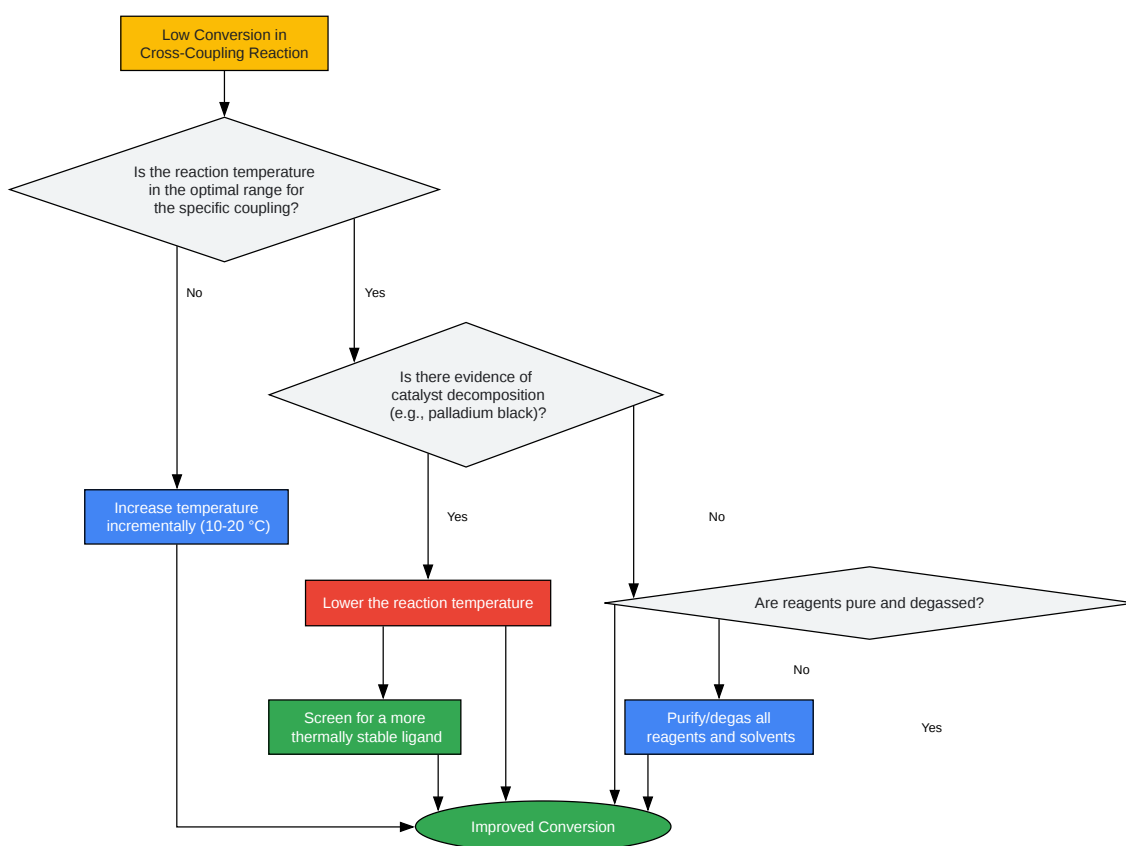 Low Conversion in
Cross-Coupling Reaction
Is the reaction temperature
in the optimal range for
the specific coupling?
No
Yes
Is there evidence of
catalyst decomposition
(e.g., palladium black)?
Increase temperature
incrementally (10-20 °C)
Yes
No
Lower the reaction temperature
Are reagents pure and degassed?
No
Screen for a more
thermally stable ligand
Purify/degas all
reagents and solvents
Yes
Improved Conversion